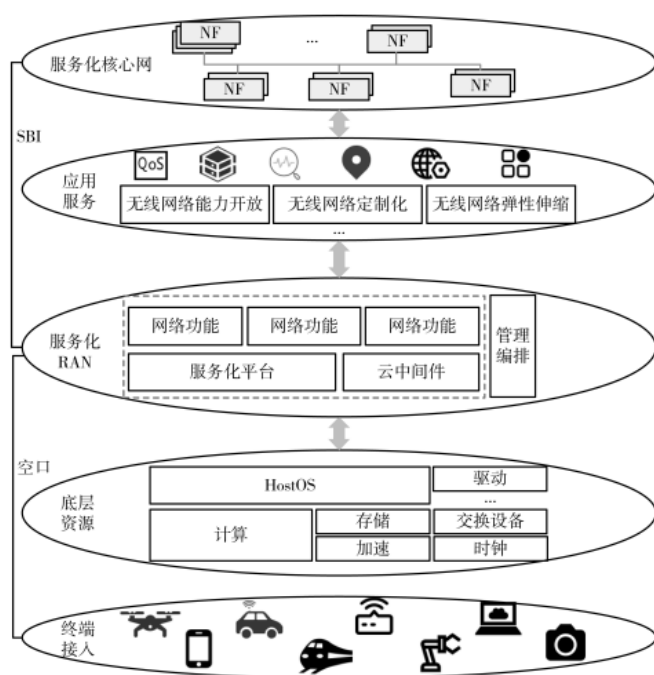 NF
...
NF
服务化核心网
NF
NF
NF
SBI
QoS
应用
服务
无线网络能力开放
无线网络定制化
无线网络弹性伸缩
...
网络功能
网络功能
网络功能
管理
编排
服务化
RAN
服务化平台
云中间件
空口
HostOS
驱动
...
底层
资源
计算
存储
交换设备
加速
时钟
终端
接入